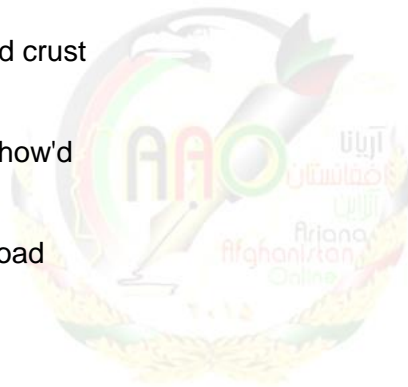 d crust
how'd
oad
AAO
آریانا
افغانستان
آنلاین
Ariana
Afghanistan
Online